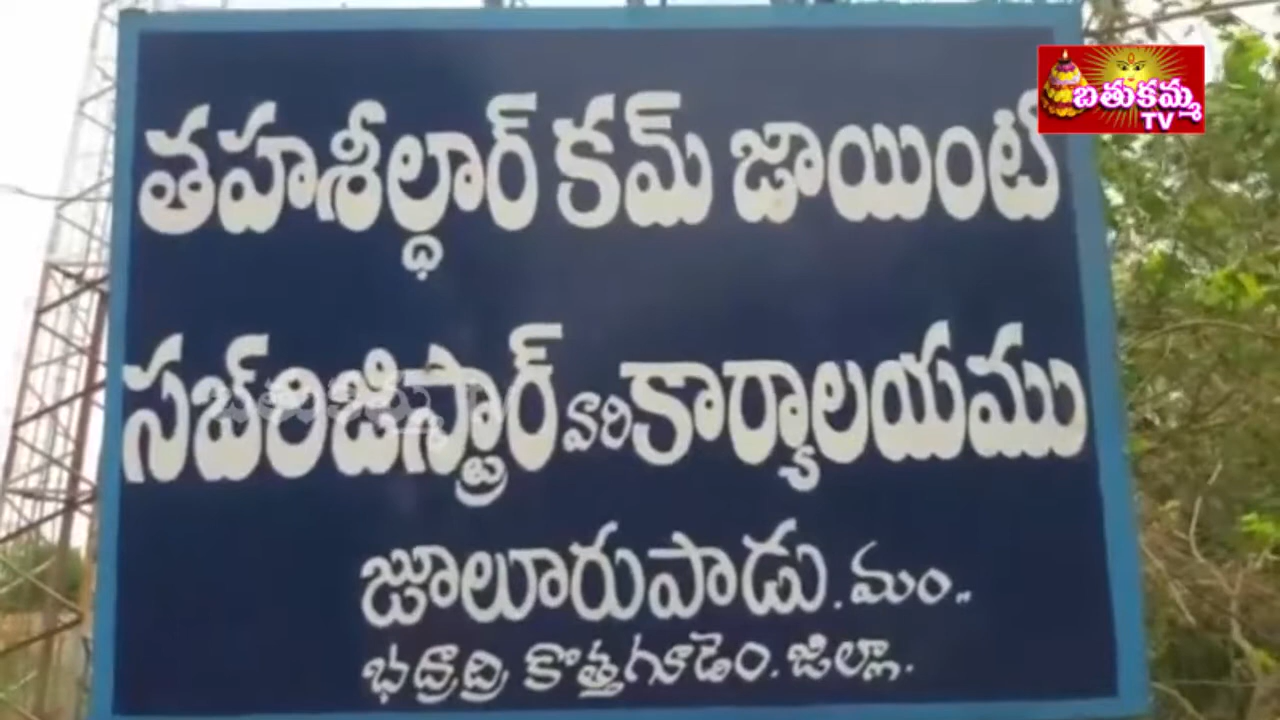 బతుకమ్మ
TV
తహశీల్ధార్ కమ్ జాయింట్
సబ్‌రిజిస్ట్రార్ వారి కార్యాలయము
జూలూరుపాడు. మం..
భద్రాద్రి కొత్తగూడెం. జిల్లా.